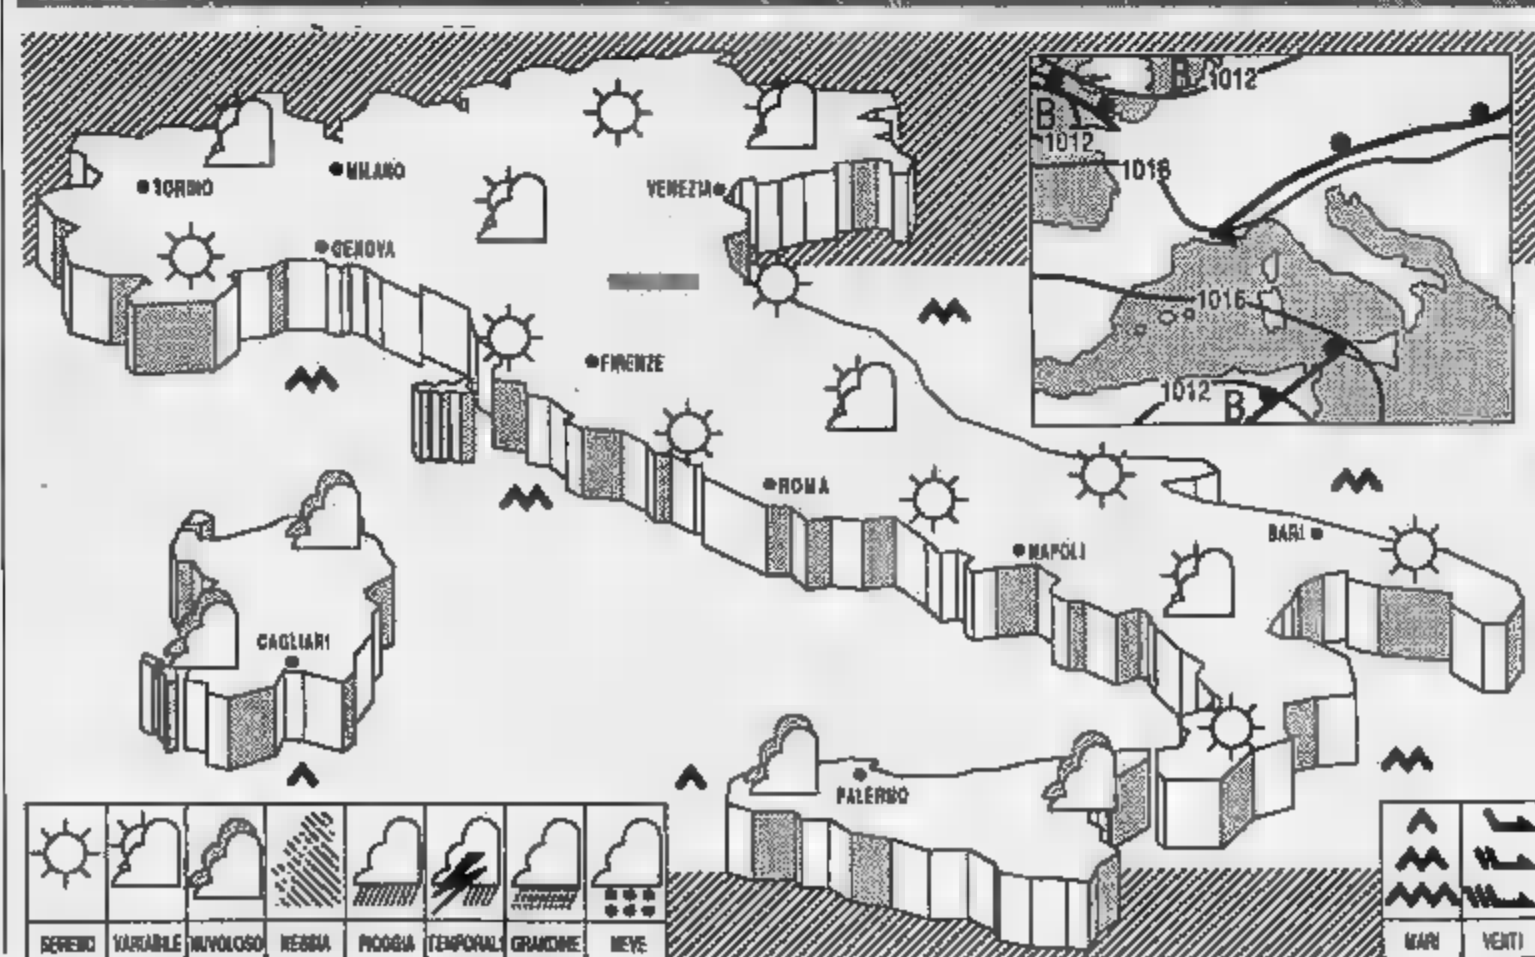 B 1012
B
1012
1016
TORINO
MILANO
VENEZIA
GENOVA
1016
FIRENZE
1012
B
ROMA
BARI
NAPOLI
CAGLIARI
PALERMO
SERENO VARIABILE NUVOLOSO NEBBIA PIOGGIA TEMPORALI GRANDINE NEVE
MARI VENTI